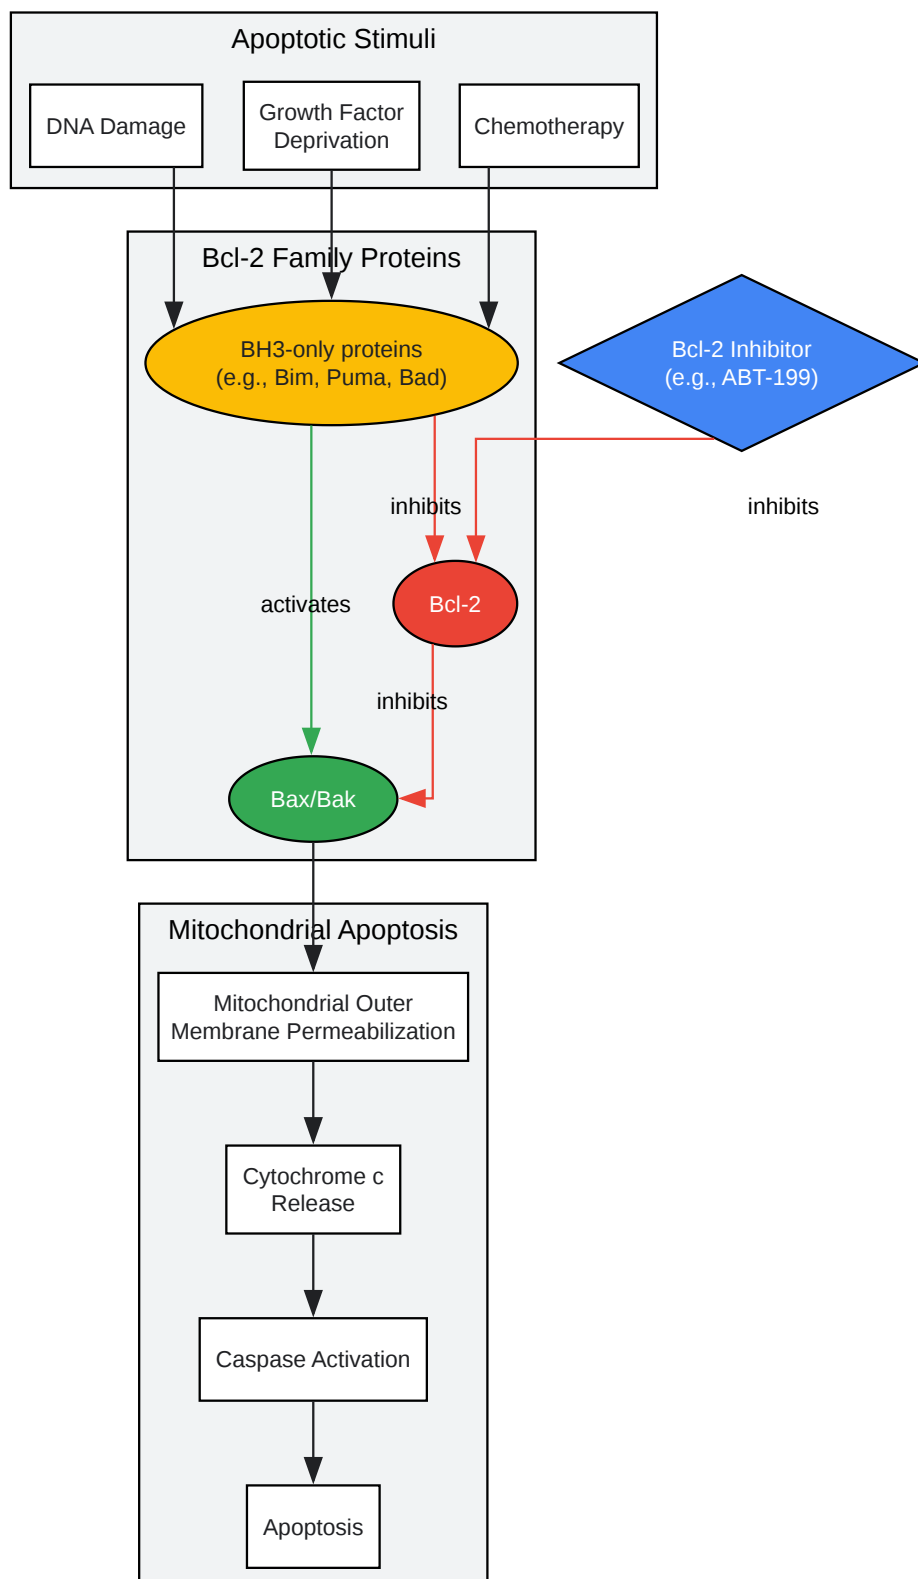 Apoptotic Stimuli
DNA Damage
Growth Factor
Deprivation
Chemotherapy
Bcl-2 Family Proteins
BH3-only proteins
(e.g., Bim, Puma, Bad)
Bcl-2 Inhibitor
(e.g., ABT-199)
inhibits
inhibits
activates
Bcl-2
inhibits
Bax/Bak
Mitochondrial Apoptosis
Mitochondrial Outer
Membrane Permeabilization
Cytochrome c
Release
Caspase Activation
Apoptosis